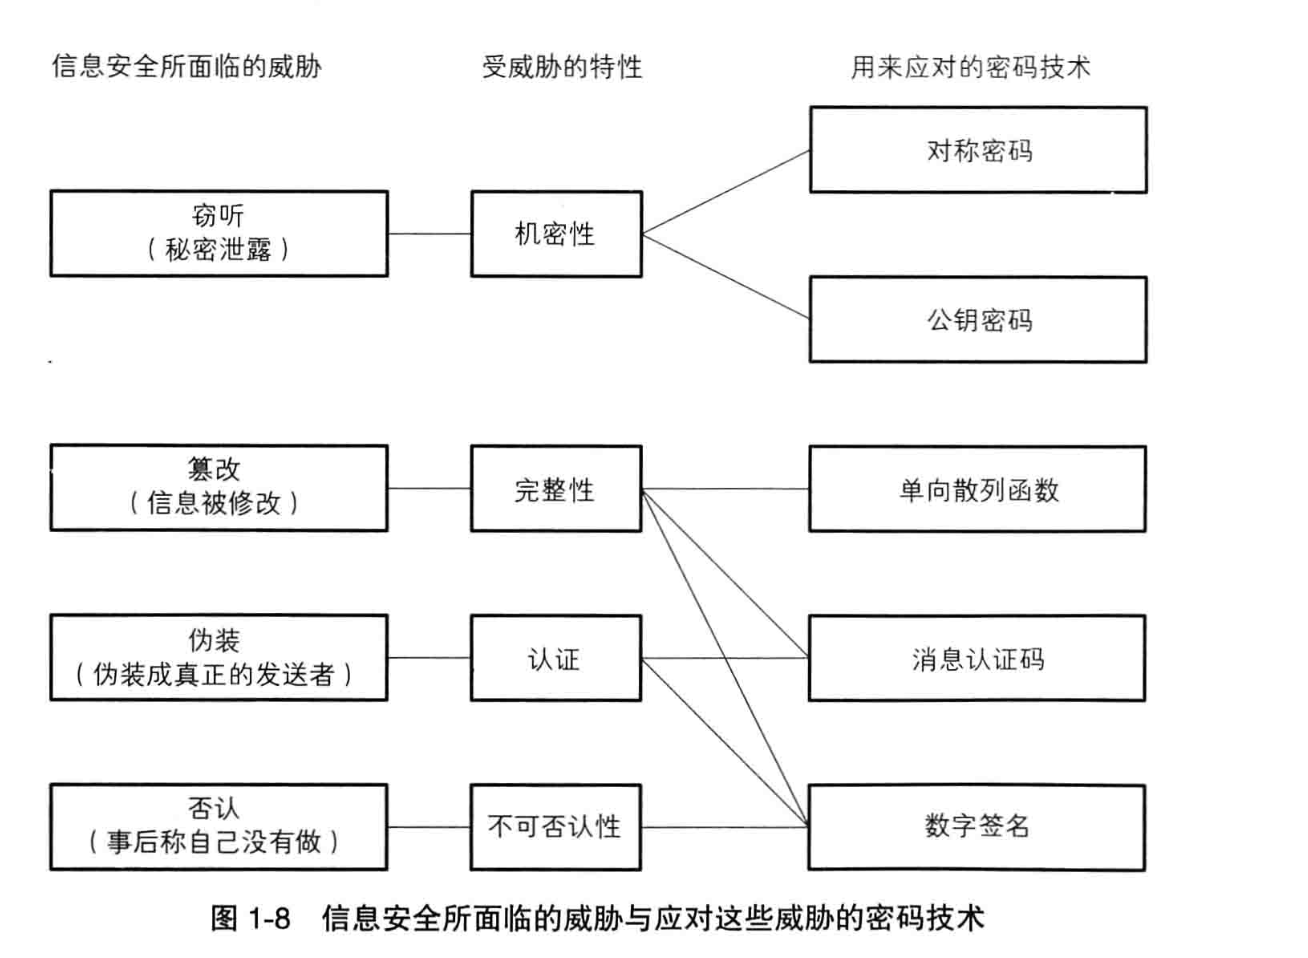 信息安全所面临的威胁
受威胁的特性
用来应对的密码技术
对称密码
窃听
（秘密泄露）
机密性
公钥密码
篡改
（信息被修改）
完整性
单向散列函数
伪装
（伪装成真正的发送者）
认证
消息认证码
否认
（事后称自己没有做）
不可否认性
数字签名
图 1-8 信息安全所面临的威胁与应对这些威胁的密码技术